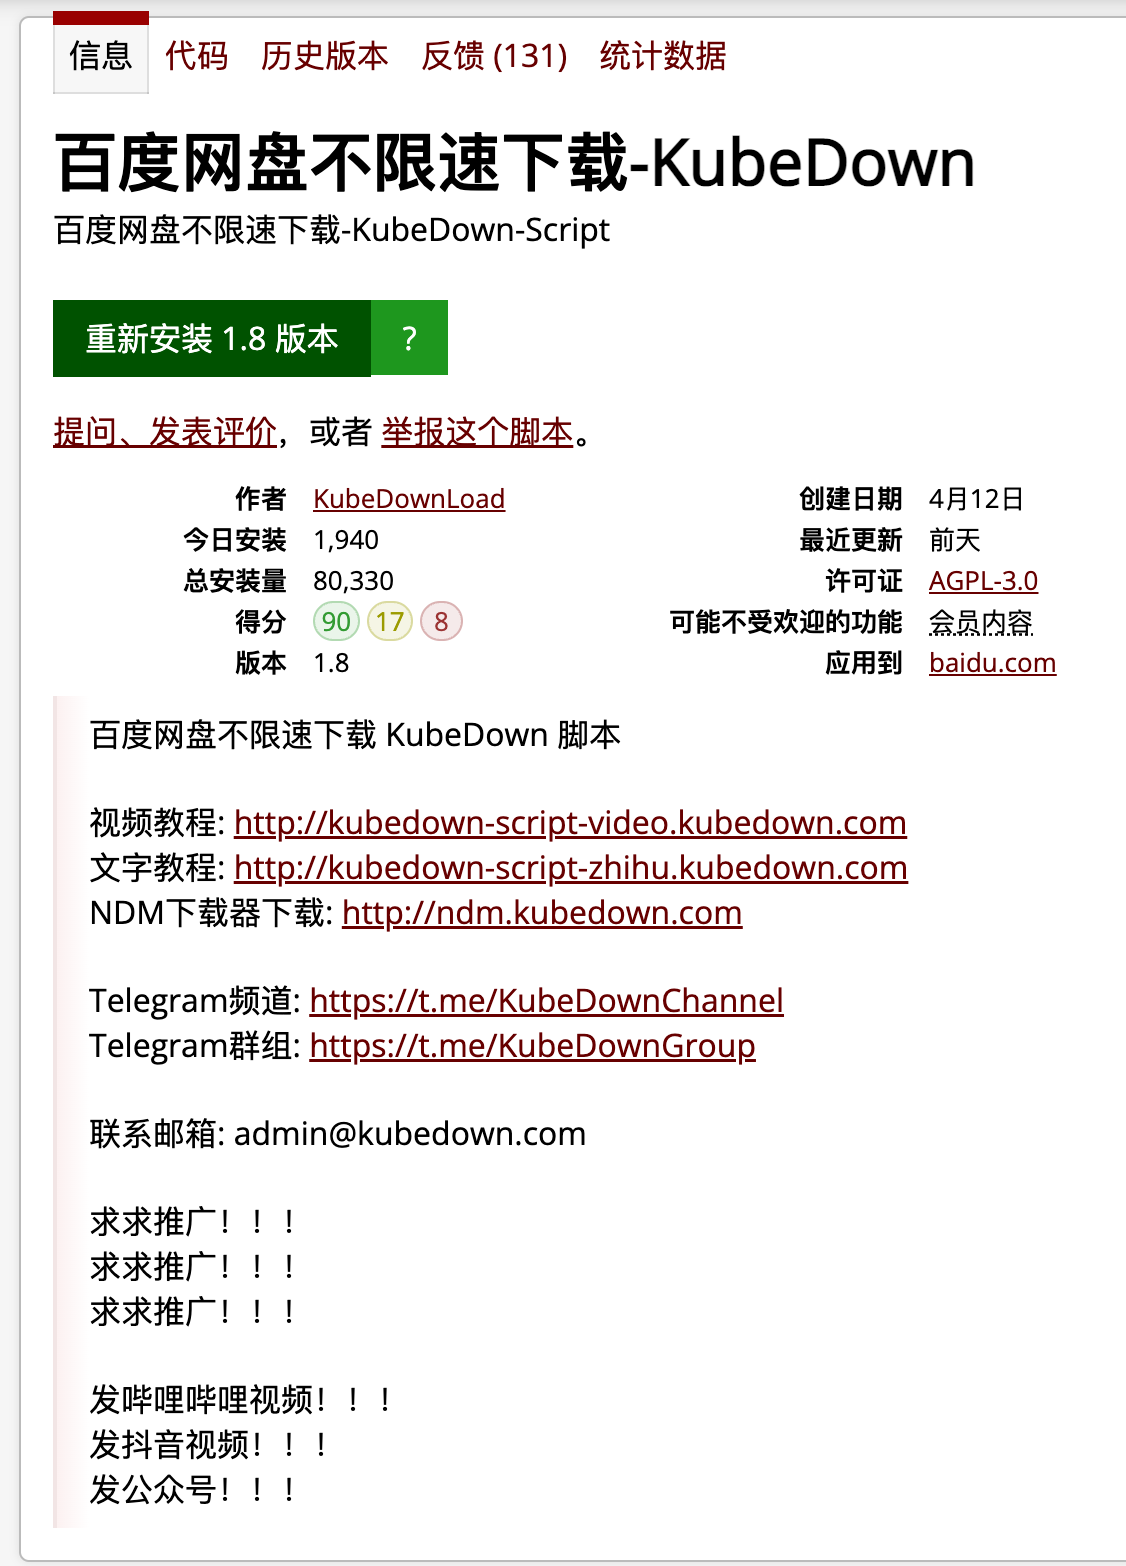 信息 代码 历史版本 反馈 (131) 统计数据
百度网盘不限速下载-KubeDown
百度网盘不限速下载-KubeDown-Script
重新安装 1.8 版本 ?
提问、发表评价，或者 举报这个脚本。
作者 KubeDownLoad 创建日期 4月12日
今日安装 1,940 最近更新 前天
总安装量 80,330 许可证 AGPL-3.0
得分 90 17 8 可能不受欢迎的功能 会员内容
版本 1.8 应用到 baidu.com
百度网盘不限速下载 KubeDown 脚本
视频教程: http://kubedown-script-video.kubedown.com
文字教程: http://kubedown-script-zhihu.kubedown.com
NDM下载器下载: http://ndm.kubedown.com
Telegram频道: https://t.me/KubeDownChannel
Telegram群组: https://t.me/KubeDownGroup
联系邮箱: admin@kubedown.com
求求推广！！！
求求推广！！！
求求推广！！！
发哔哩哔哩视频！！！
发抖音视频！！！
发公众号！！！